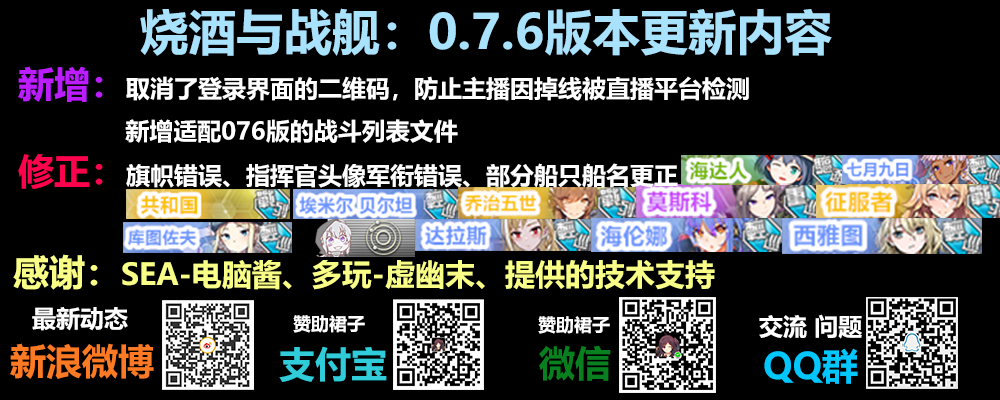 烧酒与战舰：0.7.6版本更新内容
新增：取消了登录界面的二维码，防止主播因掉线被直播平台检测
新增适配076版的战斗列表文件
修正：旗帜错误、指挥官头像军衔错误、部分船只船名更正 海达人 七月九日
共和国 埃米尔·贝尔坦 乔治五世 莫斯科 征服者
库图佐夫 达拉斯 海伦娜 西雅图
感谢：SEA-电脑酱、多玩-虚幽末、提供的技术支持
最新动态 赞助裙子 赞助裙子 交流 问题
新浪微博 支付宝 微信 QQ群